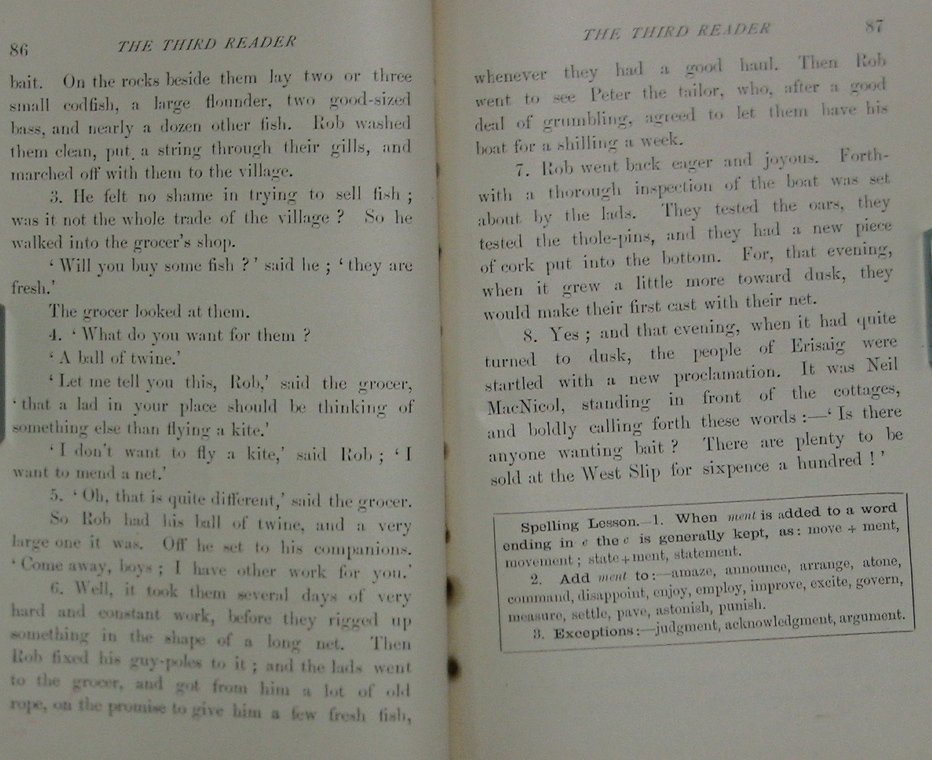 86 THE THIRD READER
bait. On the rocks beside them lay two or three
small codfish, a large flounder, two good-sized
bass, and nearly a dozen other fish. Rob washed
them clean, put a string through their gills, and
marched off with them to the village.
3. He felt no shame in trying to sell fish ;
was it not the whole trade of the village ? So he
walked into the grocer's shop.
‘ Will you buy some fish ? ’ said he ; ‘ they are
fresh.’
The grocer looked at them.
4. ‘ What do you want for them ?
‘ A ball of twine.’
‘ Let me tell you this, Rob,’ said the grocer,
‘ that a lad in your place should be thinking of
something else than flying a kite.’
‘ I don't want to fly a kite,’ said Rob ; ‘ I
want to mend a net.’
5. ‘ Oh, that is quite different,’ said the grocer.
So Rob had his ball of twine, and a very
large one it was. Off he set to his companions.
‘ Come away, boys ; I have other work for you.’
6. Well, it took them several days of very
hard and constant work, before they rigged up
something in the shape of a long net. Then
Rob fixed his guy-poles to it ; and the lads went
to the grocer, and got from him a lot of old
rope, on the promise to give him a few fresh fish,
THE THIRD READER 87
whenever they had a good haul. Then Rob
went to see Peter the tailor, who, after a good
deal of grumbling, agreed to let them have his
boat for a shilling a week.
7. Rob went back eager and joyous. Forth-
with a thorough inspection of the boat was set
about by the lads. They tested the oars, they
tested the thole-pins, and they had a new piece
of cork put into the bottom. For, that evening,
when it grew a little more toward dusk, they
would make their first cast with their net.
8. Yes ; and that evening, when it had quite
turned to dusk, the people of Erisaig were
startled with a new proclamation. It was Neil
MacNicol, standing in front of the cottages,
and boldly calling forth these words :—‘ Is there
anyone wanting bait ? There are plenty to be
sold at the West Slip for sixpence a hundred ! ’
Spelling Lesson.—1. When ment is added to a word
ending in e the e is generally kept, as: move + ment,
movement ; state + ment, statement.
2. Add ment to :—amaze, announce, arrange, atone,
command, disappoint, enjoy, employ, improve, excite, govern,
measure, settle, pave, astonish, punish.
3. Exceptions :—judgment, acknowledgment, argument.